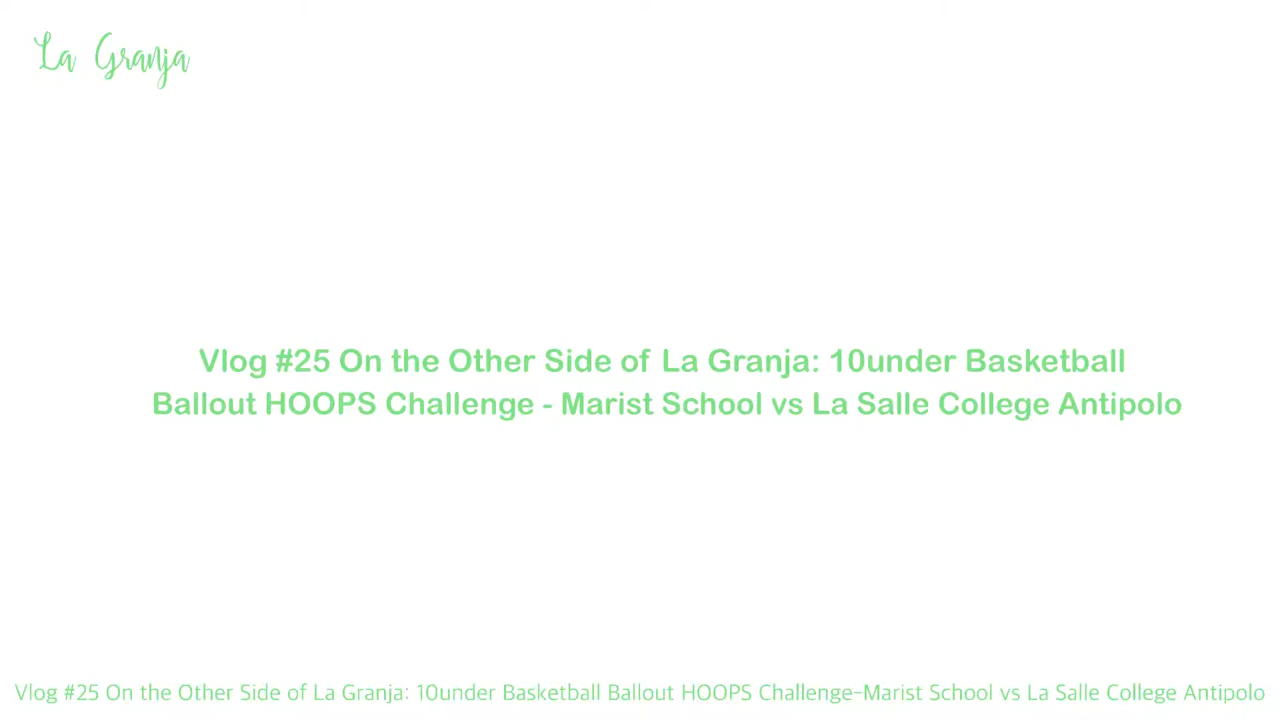 La Granja
Vlog #25 On the Other Side of La Granja: 10under Basketball
Ballout HOOPS Challenge - Marist School vs La Salle College Antipolo
Vlog #25 On the Other Side of La Granja: 10under Basketball Ballout HOOPS Challenge-Marist School vs La Salle College Antipolo